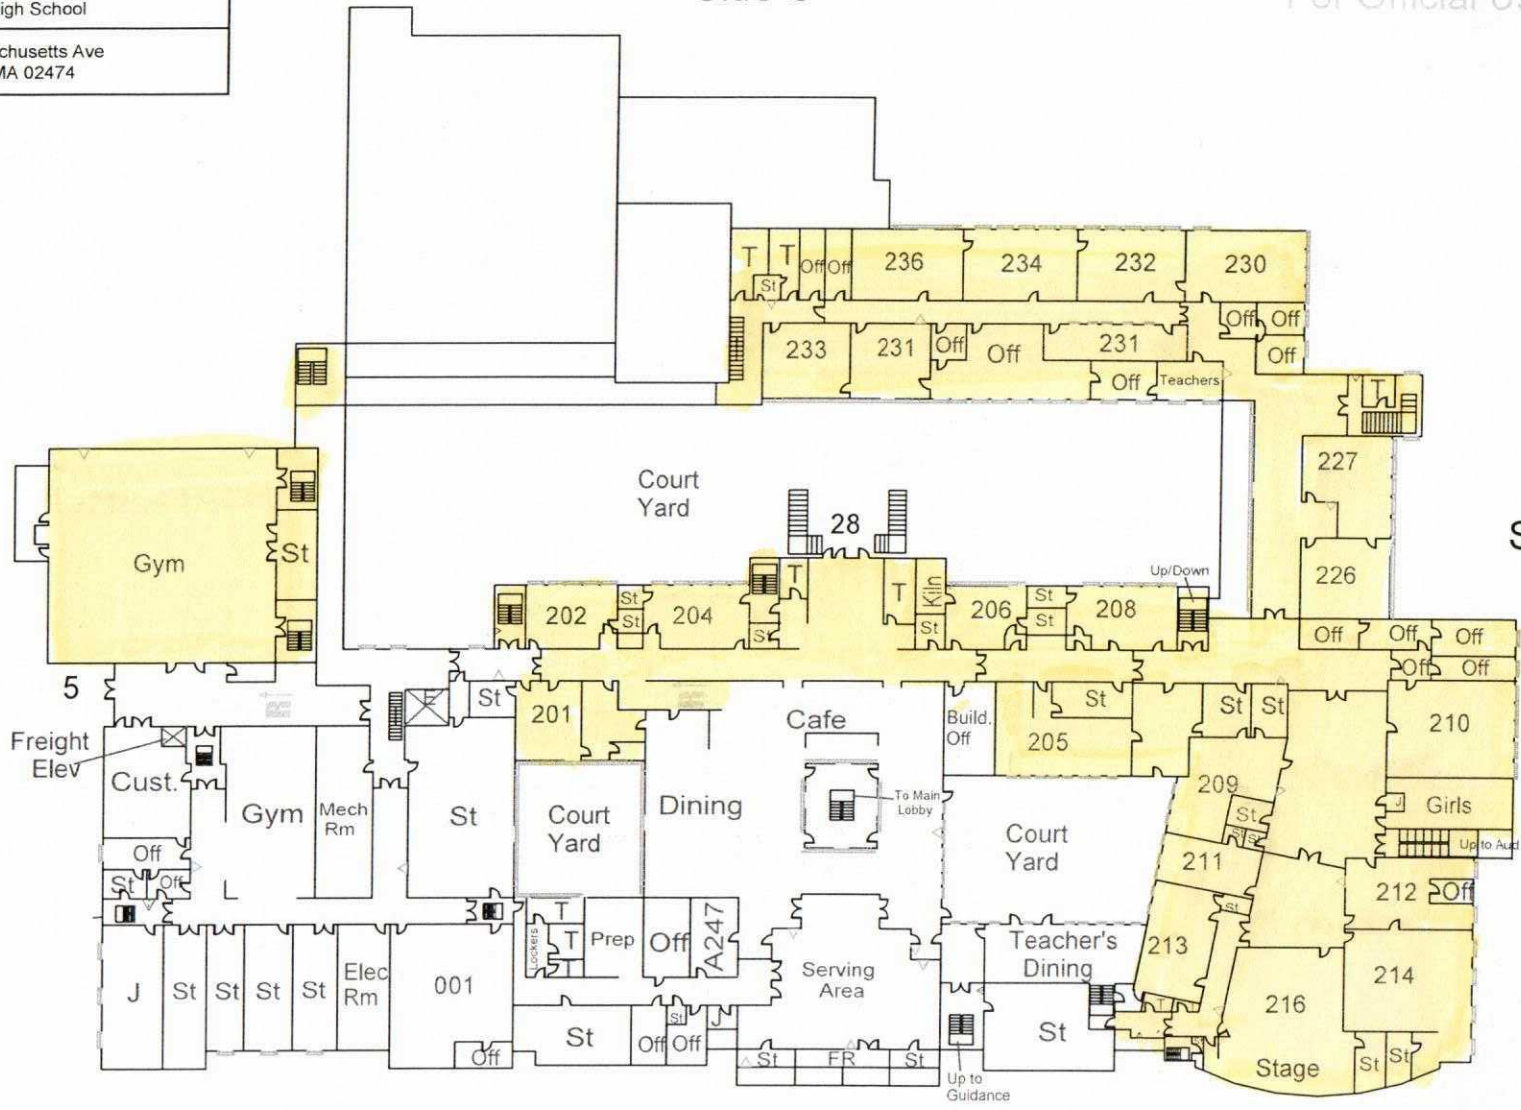 igh School
chusetts Ave
MA 02474
T
T
Off
Off
236
234
232
230
St
Off
Off
233
231
Off
Off
231
Off
Off
Teachers
T
Court
Yard
227
28
Gym
St
Up/Down
226
202
St
St
204
T
St
T
Kiln
St
206
St
St
208
Off
Off
Off
Off
Off
5
E
St
201
Cafe
Build.
Off
205
St
St
St
210
Freight
Elev
Cust.
Gym
Mech
Rm
St
Court
Yard
Dining
To Main
Lobby
Court
Yard
209
St
St
St
J
Girls
Up to Aud
Off
St
Off
211
212
Off
Lockers
T
T
Prep
Off
A247
Serving
Area
Teacher's
Dining
St
213
214
J
St
St
St
St
Elec
Rm
001
Off
St
Off
St
Off
J
St
FR
St
Up to
Guidance
St
T
216
Stage
St
St